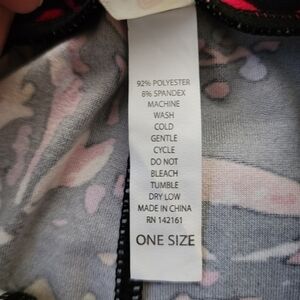 92% POLYESTER
8% SPANDEX
MACHINE
WASH
COLD
GENTLE
CYCLE
DO NOT
BLEACH
TUMBLE
DRY LOW
MADE IN CHINA
RN 142161
ONE SIZE